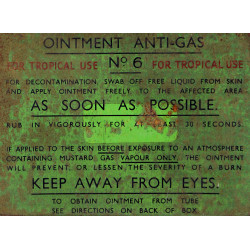 OINTMENT ANTI-GAS
FOR TROPICAL USE No 6 FOR TROPICAL USE
FOR DECONTAMINATION. SWAB OFF FREE LIQUID FROM SKIN
AND APPLY OINTMENT FREELY TO THE AFFECTED AREA
AS SOON AS POSSIBLE.
RUB IN VIGOROUSLY FOR AT LEAST 30 SECONDS.
IF APPLIED TO THE SKIN BEFORE EXPOSURE TO AN ATMOSPHERE
CONTAINING MUSTARD GAS VAPOUR ONLY, THE OINTMENT
WILL PREVENT, OR LESSEN, THE SEVERITY OF A BURN
KEEP AWAY FROM EYES.
TO OBTAIN OINTMENT FROM TUBE
SEE DIRECTIONS ON BACK OF BOX